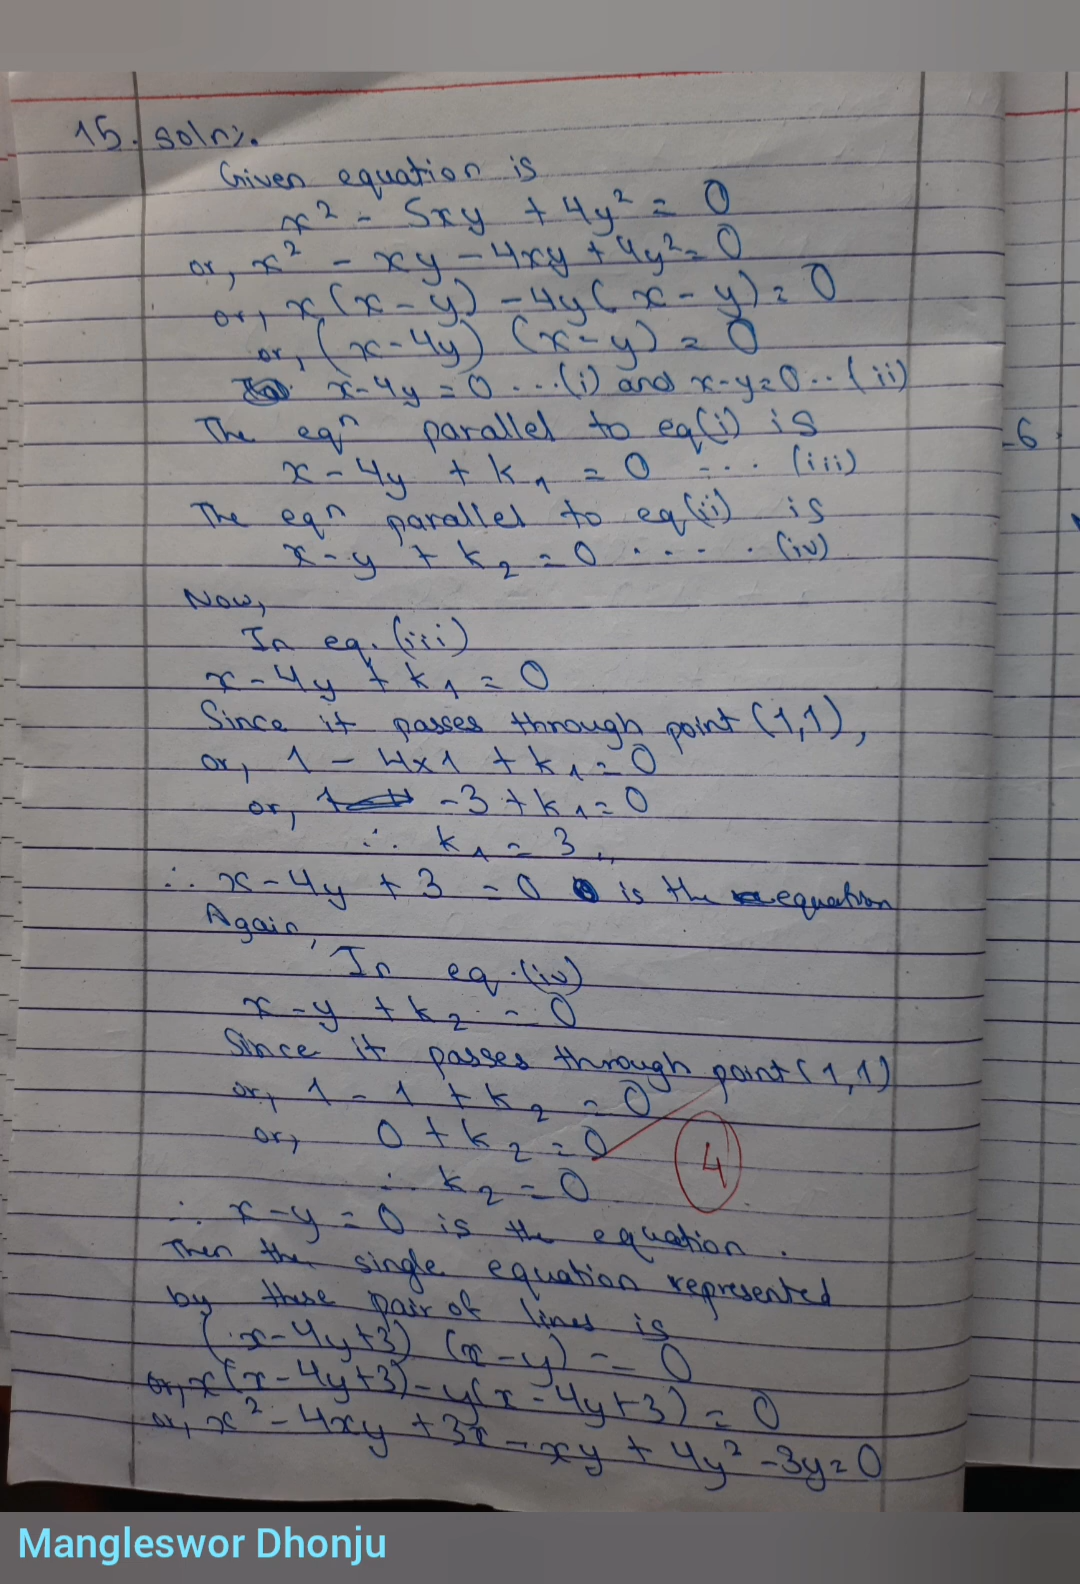 15. soln:.
Given equation is
x² - 5xy + 4y² = 0
or, x² - xy - 4xy + 4y² = 0
or, x(x - y) - 4y(x - y) = 0
or, (x - 4y) (x - y) = 0
x - 4y = 0 ...(i) and x-y=0...(ii)
The eqⁿ parallel to eq(i) is
x - 4y + k₁ = 0 .... (iii)
The eqⁿ parallel to eq(ii) is
x - y + k₂ = 0 ..... (iv)
Now,
In eq. (iii)
x - 4y + k₁ = 0
Since it passes through point (1,1),
or, 1 - 4×1 + k₁ = 0
or, -3 + k₁ = 0
∴ k₁ = 3,,
∴ x - 4y + 3 = 0 is the equation
Again,
In eq.(iv)
x - y + k₂ = 0
Since it passes through point (1,1)
or, 1 - 1 + k₂ = 0
or, 0 + k₂ = 0
4
∴ k₂ = 0
∴ x - y = 0 is the equation.
Then the single equation represented
by these pair of lines is
(x - 4y + 3) (x - y) = 0
or, x(x - 4y + 3) - y(x - 4y + 3) = 0
or, x² - 4xy + 3x - xy + 4y² - 3y = 0
-6
Mangleswor Dhonju